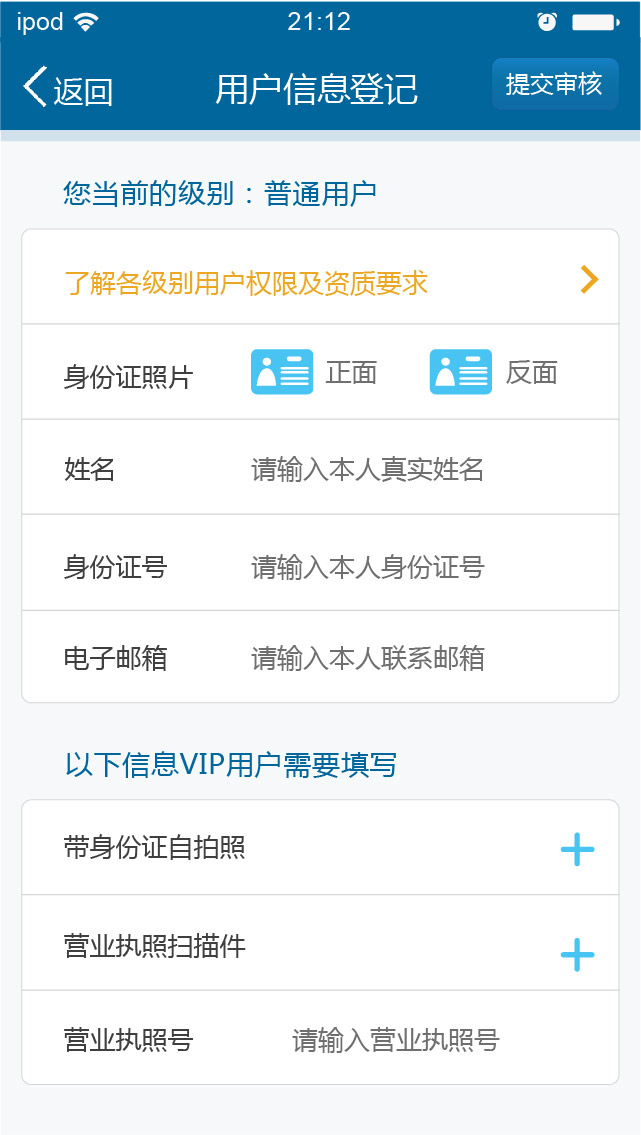 ipod 21:12
返回 用户信息登记 提交审核
您当前的级别：普通用户
了解各级别用户权限及资质要求
身份证照片 正面 反面
姓名 请输入本人真实姓名
身份证号 请输入本人身份证号
电子邮箱 请输入本人联系邮箱
以下信息VIP用户需要填写
带身份证自拍照
营业执照扫描件
营业执照号 请输入营业执照号